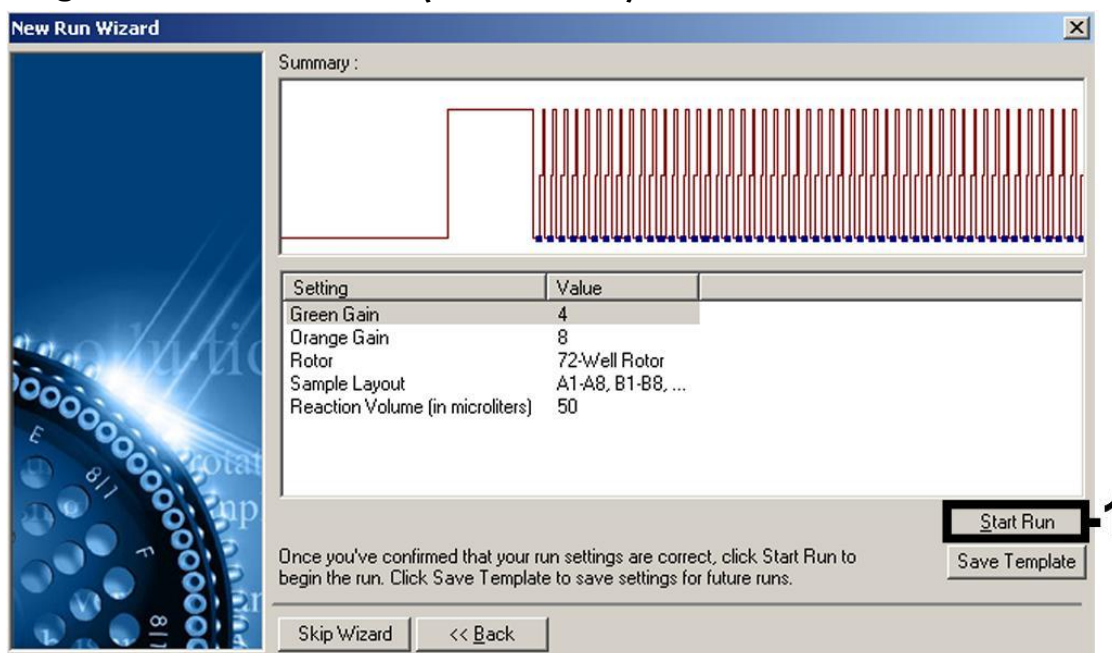 New Run Wizard
Summary :
Setting Value
Green Gain 4
Orange Gain 8
Rotor 72-Well Rotor
Sample Layout A1-A8, B1-B8, ...
Reaction Volume (in microliters) 50
Start Run
Once you've confirmed that your run settings are correct, click Start Run to
begin the run. Click Save Template to save settings for future runs.
Save Template
Skip Wizard << Back
E
8/1
F
8/1